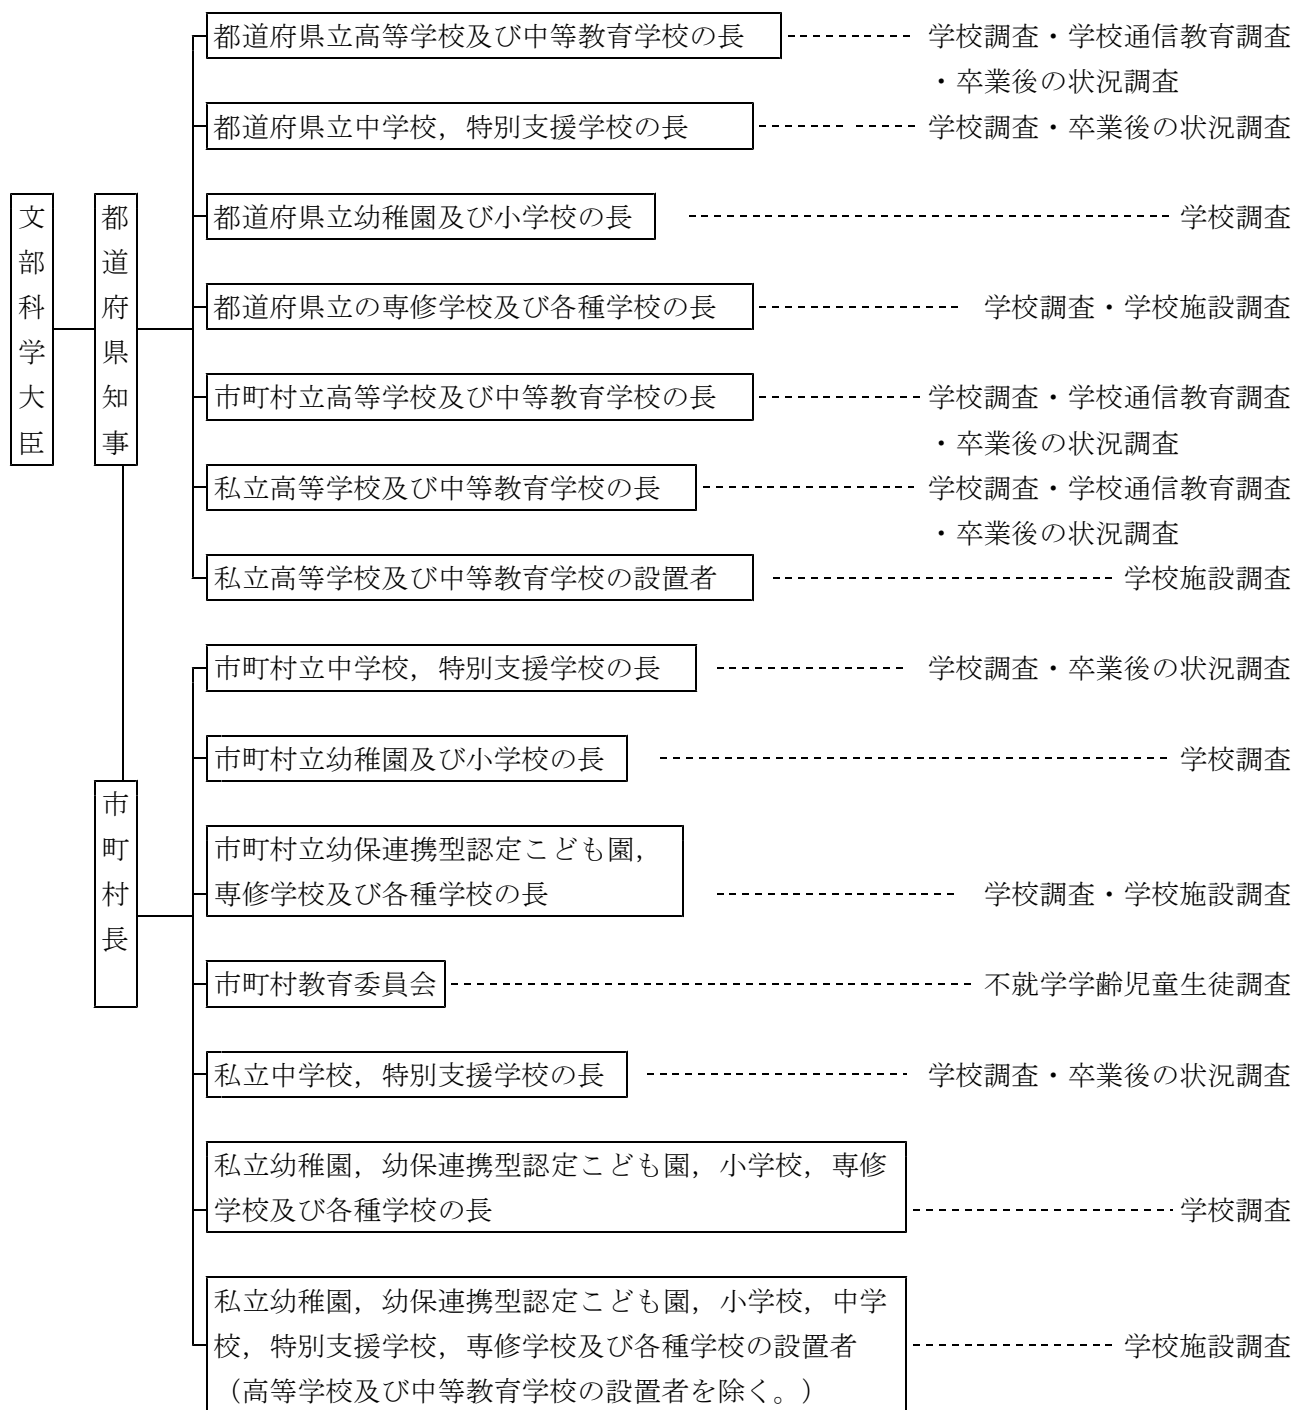 文部科学大臣
都道府県知事
都道府県立高等学校及び中等教育学校の長
学校調査・学校通信教育調査
・卒業後の状況調査
都道府県立中学校，特別支援学校の長
学校調査・卒業後の状況調査
都道府県立幼稚園及び小学校の長
学校調査
都道府県立の専修学校及び各種学校の長
学校調査・学校施設調査
市町村立高等学校及び中等教育学校の長
学校調査・学校通信教育調査
・卒業後の状況調査
私立高等学校及び中等教育学校の長
学校調査・学校通信教育調査
・卒業後の状況調査
私立高等学校及び中等教育学校の設置者
学校施設調査
市町村長
市町村立中学校，特別支援学校の長
学校調査・卒業後の状況調査
市町村立幼稚園及び小学校の長
学校調査
市町村立幼保連携型認定こども園，
専修学校及び各種学校の長
学校調査・学校施設調査
市町村教育委員会
不就学学齢児童生徒調査
私立中学校，特別支援学校の長
学校調査・卒業後の状況調査
私立幼稚園，幼保連携型認定こども園，小学校，専修
学校及び各種学校の長
学校調査
私立幼稚園，幼保連携型認定こども園，小学校，中学
校，特別支援学校，専修学校及び各種学校の設置者
（高等学校及び中等教育学校の設置者を除く。）
学校施設調査